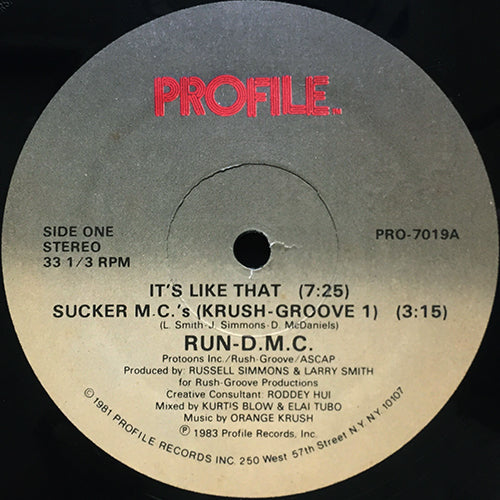 PROFILE.
SIDE ONE
STEREO
33 1/3 RPM
PRO-7019A
IT'S LIKE THAT (7:25)
SUCKER M.C.'s (KRUSH-GROOVE 1) (3:15)
(L. Smith-J. Simmons-D. McDaniels)
RUN-D.M.C.
Protoons Inc./Rush-Groove/ASCAP
Produced by: RUSSELL SIMMONS & LARRY SMITH
for Rush-Groove Productions
Creative Consultant: RODDEY HUI
Mixed by KURTIS BLOW & ELAI TUBO
Music by ORANGE KRUSH
℗ 1983 Profile Records, Inc.
© 1981 PROFILE RECORDS INC. 250 West 57th Street N.Y. N.Y. 10107